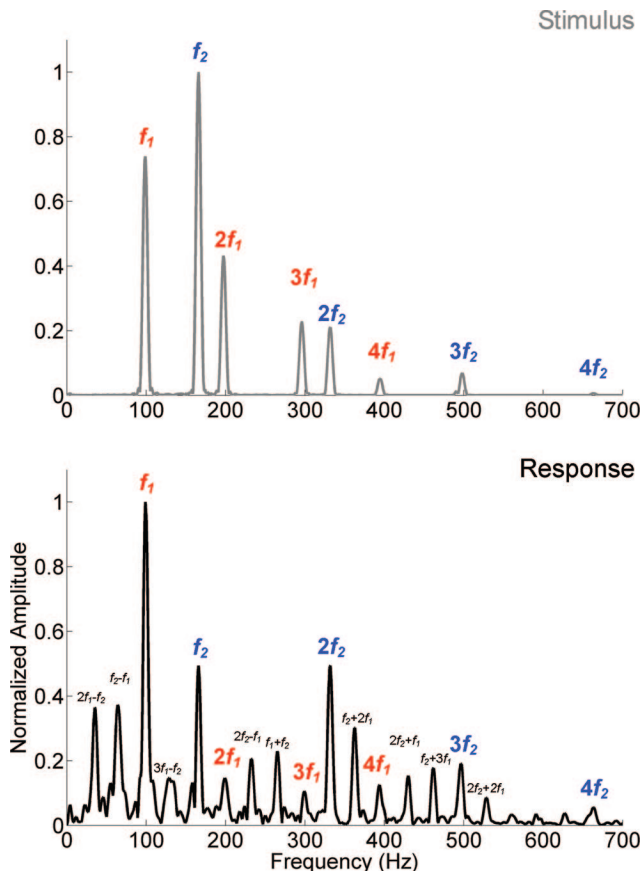 Stimulus
f₂
1
f₁
0.8
0.6
2f₁
0.4
3f₁
2f₂
0.2
4f₁
3f₂
4f₂
0
0 100 200 300 400 500 600 700
Response
f₁
1
Normalized Amplitude
0.8
0.6
f₂
2f₂
0.4
2f₁-f₂
f₂-f₁
f₂+2f₁
2f₂-f₁
f₁+f₂
2f₂+f₁
3f₂
0.2
3f₁-f₂
2f₁
3f₁
4f₁
f₂+3f₁
2f₂+2f₁
4f₂
0
0 100 200 300 400 500 600 700
Frequency (Hz)